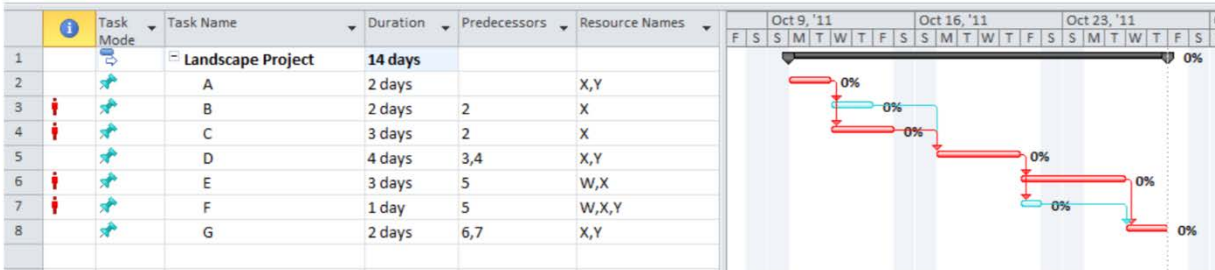 Task Mode Task Name Duration Predecessors Resource Names Oct 9, '11 Oct 16, '11 Oct 23, '11
F S S M T W T F S S M T W T F S S M T W T F S
1 Landscape Project 14 days 0%
2 A 2 days X,Y 0%
3 B 2 days 2 X 0%
4 C 3 days 2 X 0%
5 D 4 days 3,4 X,Y 0%
6 E 3 days 5 W,X 0%
7 F 1 day 5 W,X,Y 0%
8 G 2 days 6,7 X,Y 0%